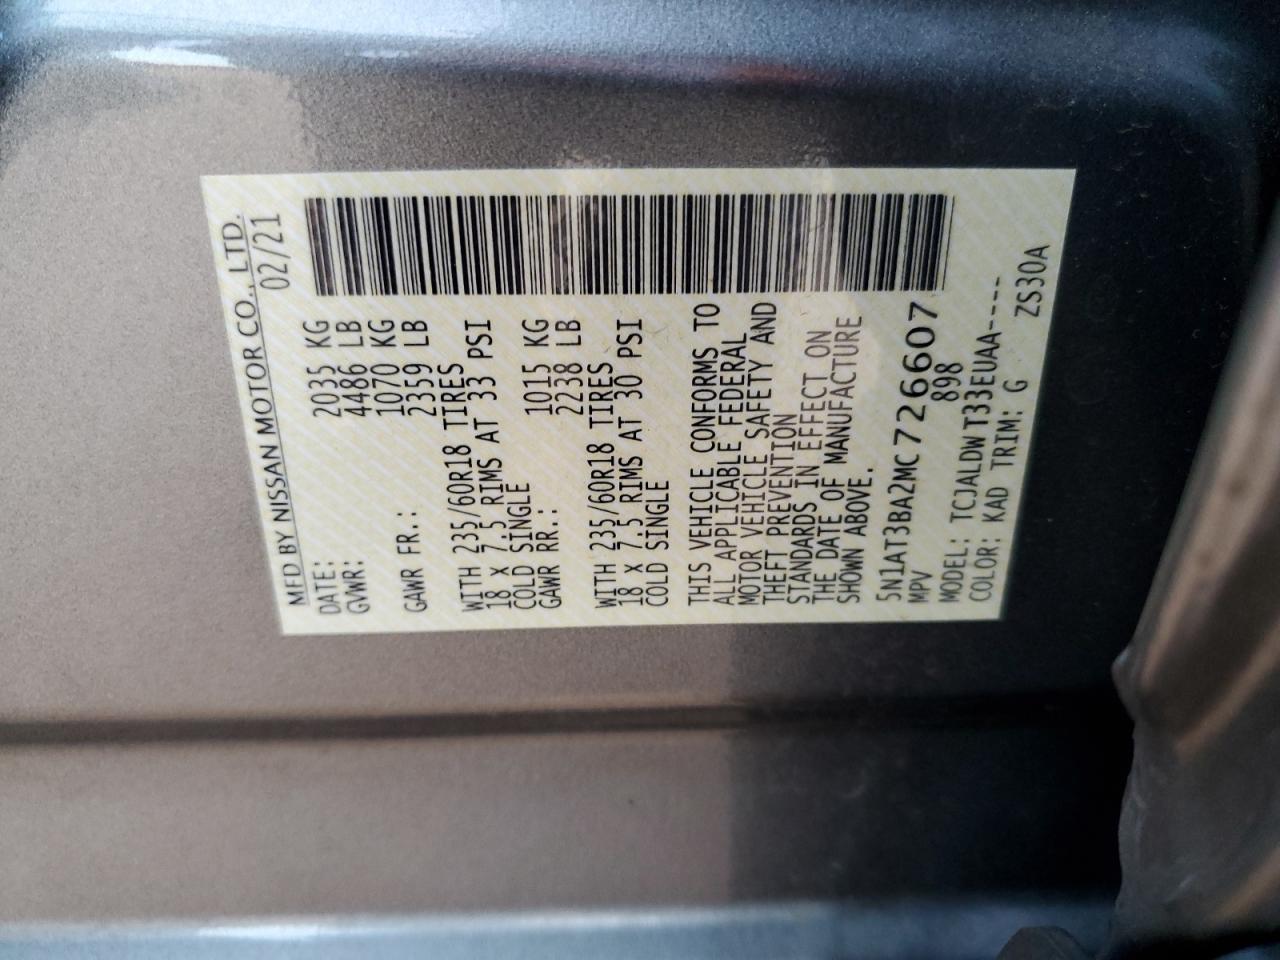 MFD BY NISSAN MOTOR CO., LTD.
DATE: 02/21
GVWR: 2035 KG
4486 LB
GAWR FR.: 1070 KG
2359 LB
WITH 235/60R18 TIRES
18 X 7.5 RIMS AT 33 PSI
COLD SINGLE
GAWR RR.: 1015 KG
2238 LB
WITH 235/60R18 TIRES
18 X 7.5 RIMS AT 30 PSI
COLD SINGLE
THIS VEHICLE CONFORMS TO
ALL APPLICABLE FEDERAL
MOTOR VEHICLE SAFETY AND
THEFT PREVENTION
STANDARDS IN EFFECT ON
THE DATE OF MANUFACTURE
SHOWN ABOVE.
5N1AT3BA2MC726607
MPV 898
MODEL: TCJALDWT33EUAA----
COLOR: KAD TRIM: G
ZS30A